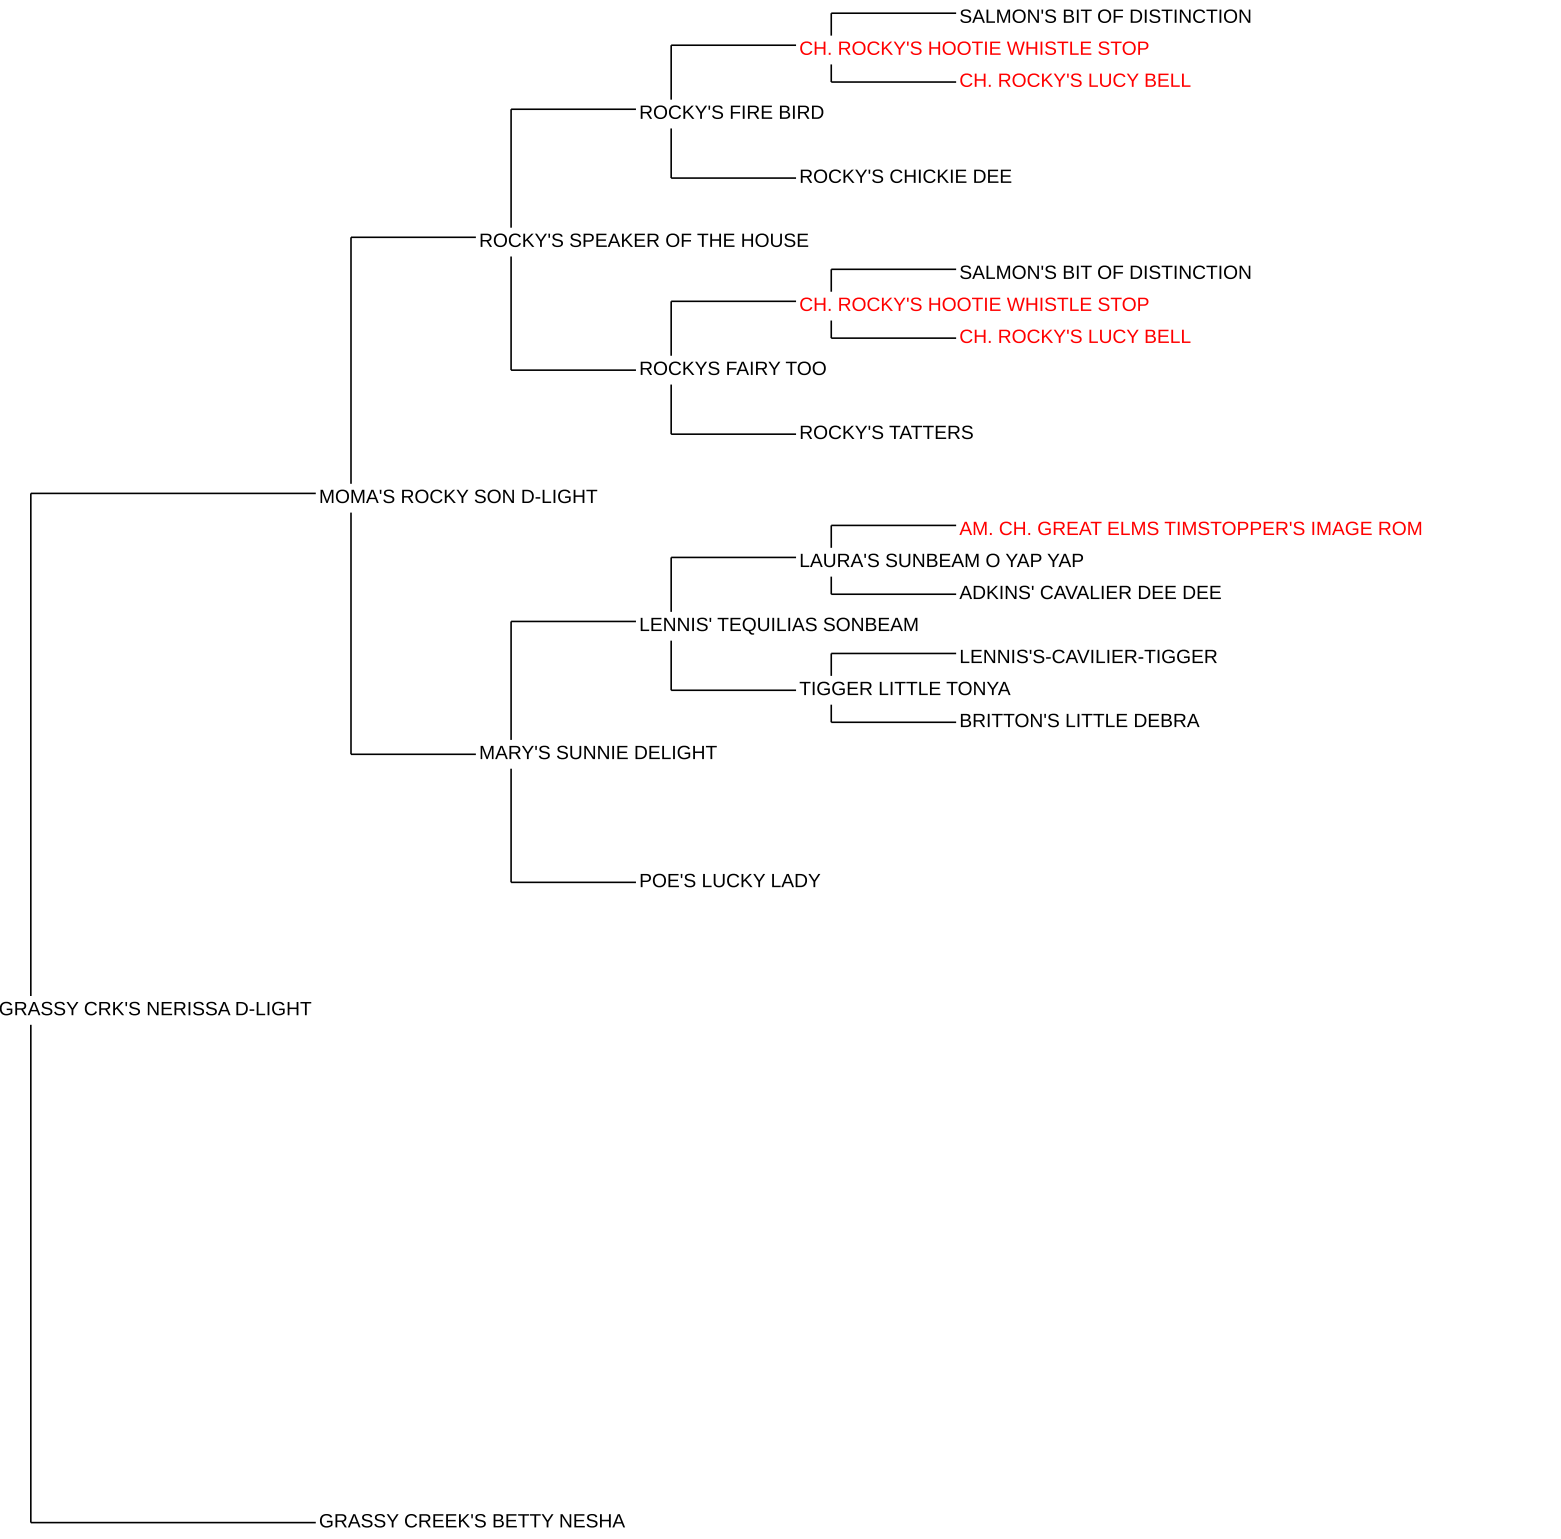 SALMON'S BIT OF DISTINCTION
CH. ROCKY'S HOOTIE WHISTLE STOP
CH. ROCKY'S LUCY BELL
ROCKY'S FIRE BIRD
ROCKY'S CHICKIE DEE
ROCKY'S SPEAKER OF THE HOUSE
SALMON'S BIT OF DISTINCTION
CH. ROCKY'S HOOTIE WHISTLE STOP
CH. ROCKY'S LUCY BELL
ROCKYS FAIRY TOO
ROCKY'S TATTERS
MOMA'S ROCKY SON D-LIGHT
AM. CH. GREAT ELMS TIMSTOPPER'S IMAGE ROM
LAURA'S SUNBEAM O YAP YAP
ADKINS' CAVALIER DEE DEE
LENNIS' TEQUILIAS SONBEAM
LENNIS'S-CAVILIER-TIGGER
TIGGER LITTLE TONYA
BRITTON'S LITTLE DEBRA
MARY'S SUNNIE DELIGHT
POE'S LUCKY LADY
GRASSY CRK'S NERISSA D-LIGHT
GRASSY CREEK'S BETTY NESHA